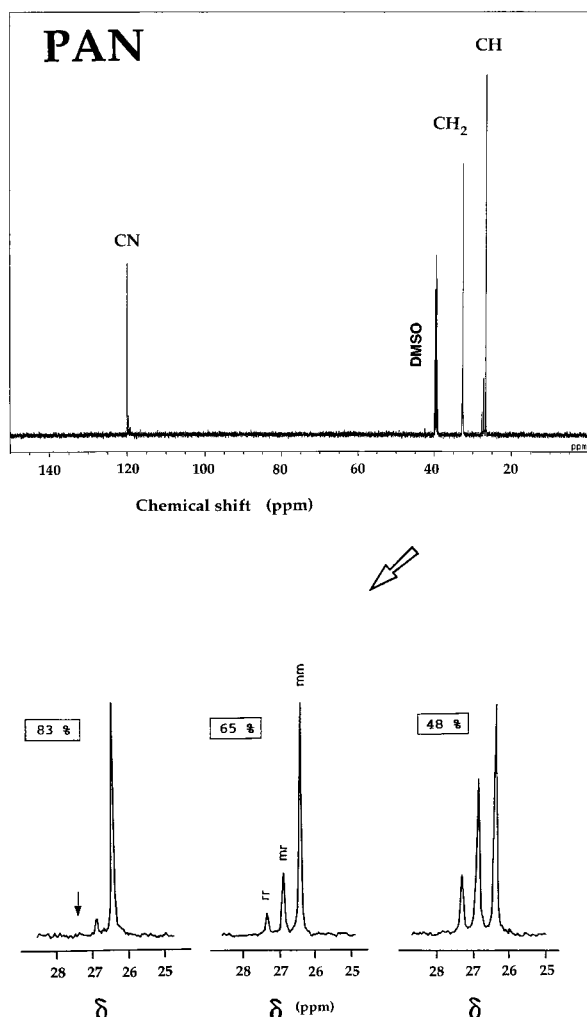 PAN
CH
CH2
CN
DMSO
140 120 100 80 60 40 20
ppm
Chemical shift (ppm)
83 %
65 %
48 %
rr
mr
mm
28 27 26 25
28 27 26 25
28 27 26 25
δ
δ (ppm)
δ